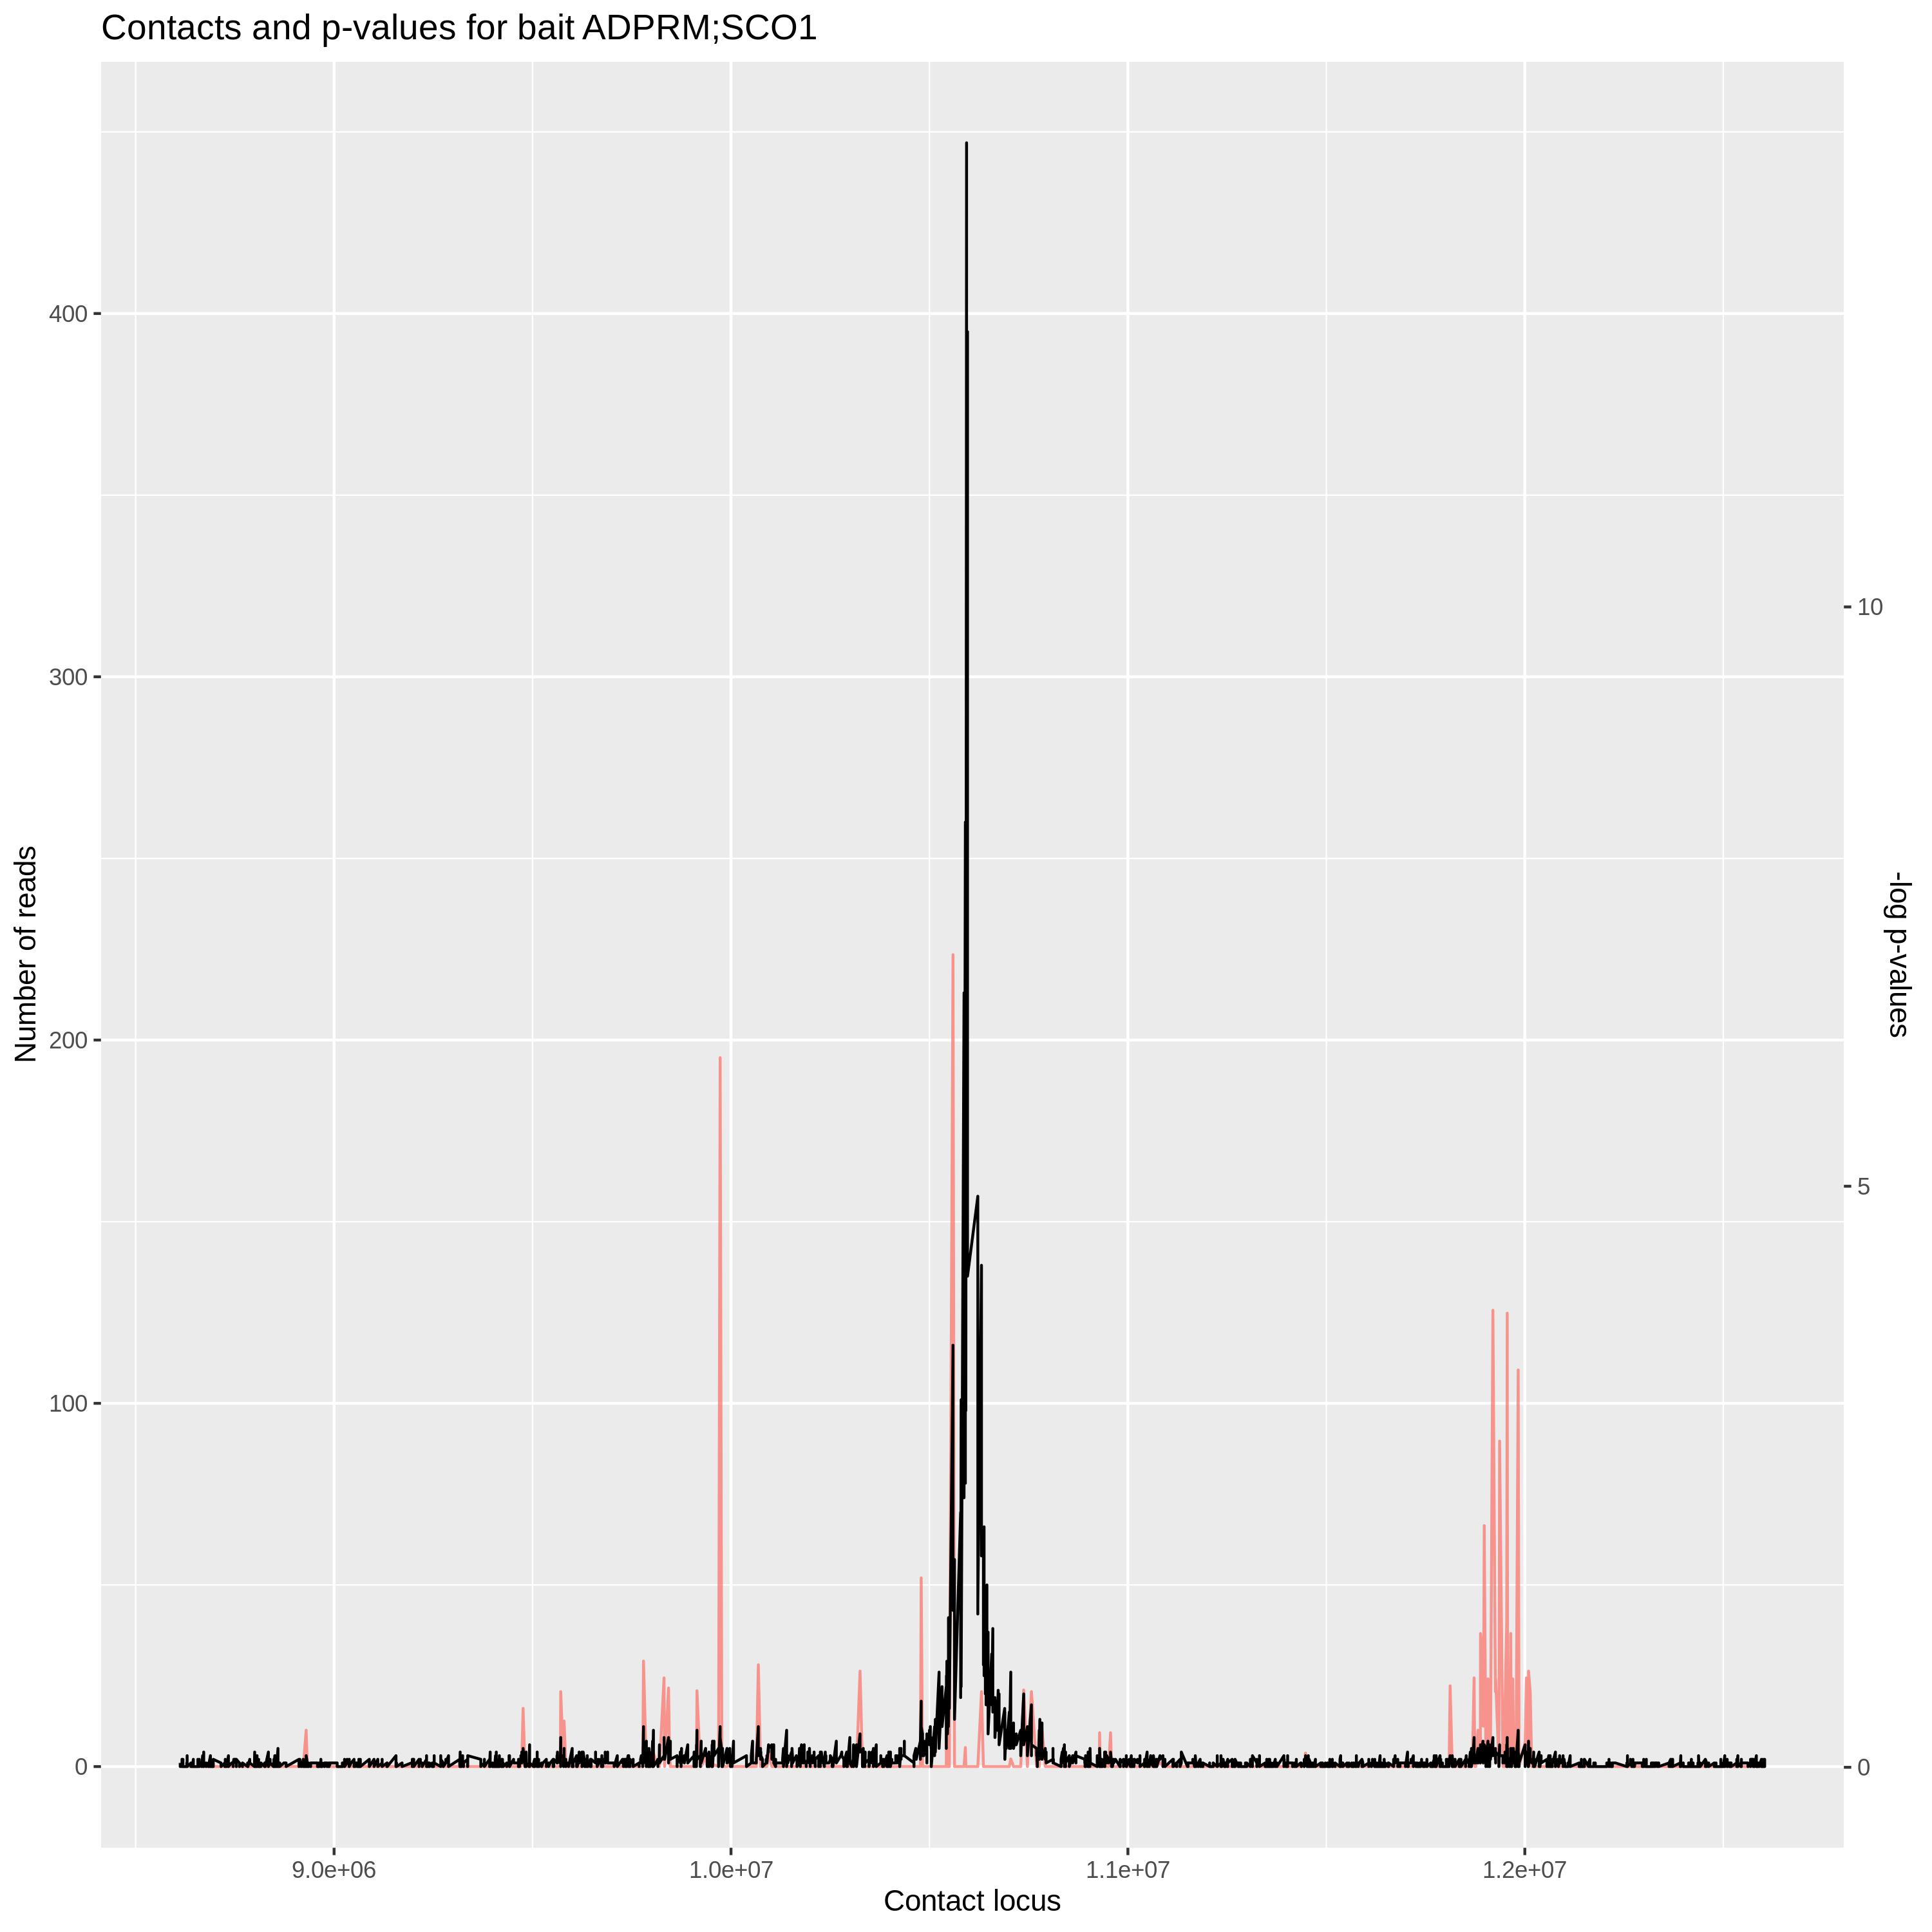 Contacts and p-values for bait ADPRM;SCO1
Number of reads
400
300
200
100
0
10
5
0
-log p-values
9.0e+06
1.0e+07
1.1e+07
1.2e+07
Contact locus